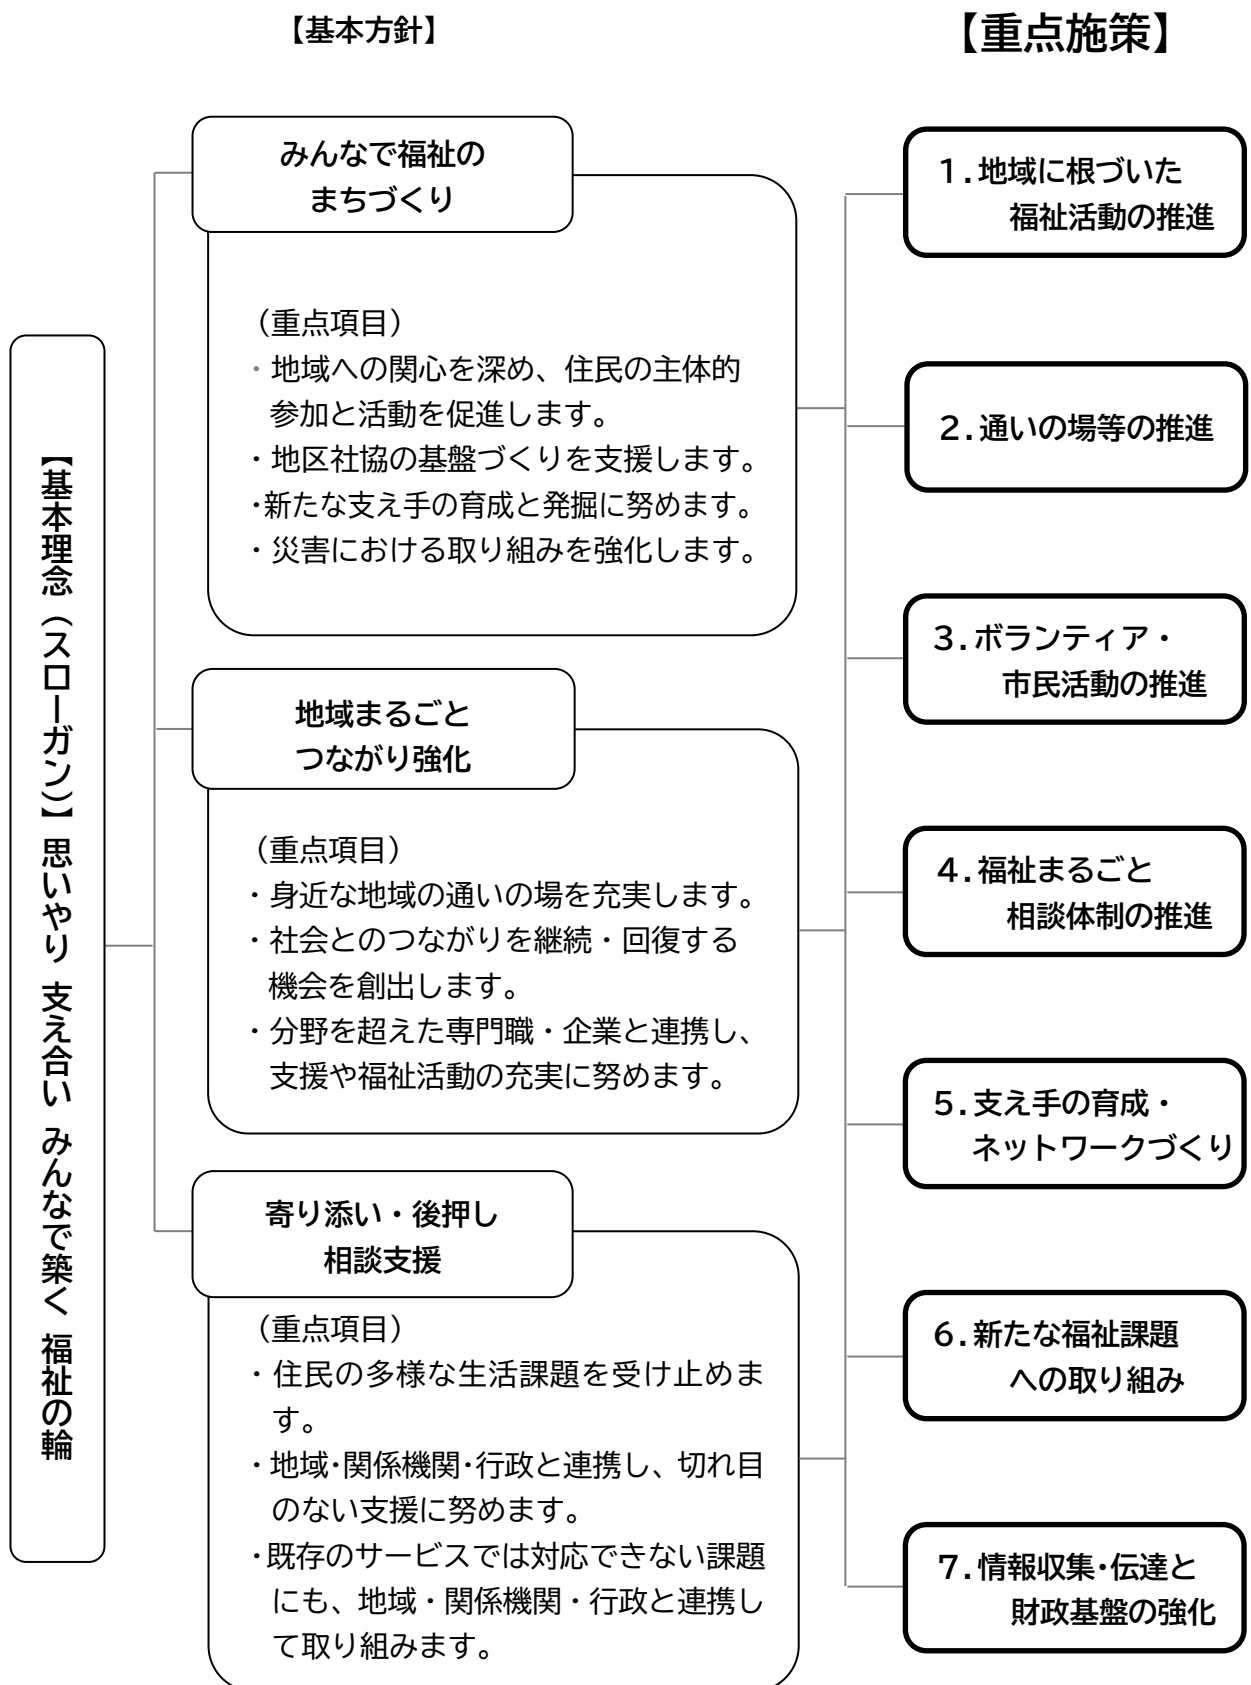 【基本方針】
【重点施策】
【基本理念（スローガン）】思いやり 支え合い みんなで築く 福祉の輪
みんなで福祉の
まちづくり
（重点項目）
・地域への関心を深め、住民の主体的
参加と活動を促進します。
・地区社協の基盤づくりを支援します。
・新たな支え手の育成と発掘に努めます。
・災害における取り組みを強化します。
地域まるごと
つながり強化
（重点項目）
・身近な地域の通いの場を充実します。
・社会とのつながりを継続・回復する
機会を創出します。
・分野を超えた専門職・企業と連携し、
支援や福祉活動の充実に努めます。
寄り添い・後押し
相談支援
（重点項目）
・住民の多様な生活課題を受け止めま
す。
・地域・関係機関・行政と連携し、切れ目
のない支援に努めます。
・既存のサービスでは対応できない課題
にも、地域・関係機関・行政と連携し
て取り組みます。
１.地域に根づいた
福祉活動の推進
２.通いの場等の推進
３.ボランティア・
市民活動の推進
４.福祉まるごと
相談体制の推進
５.支え手の育成・
ネットワークづくり
６.新たな福祉課題
への取り組み
７.情報収集・伝達と
財政基盤の強化